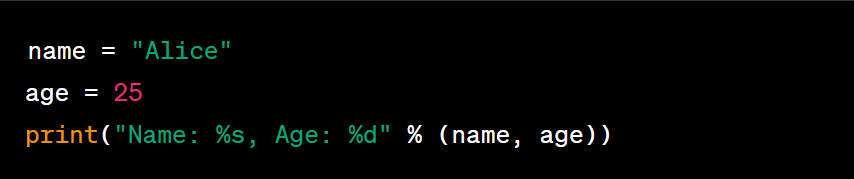 name = "Alice"
age = 25
print("Name: %s, Age: %d" % (name, age))